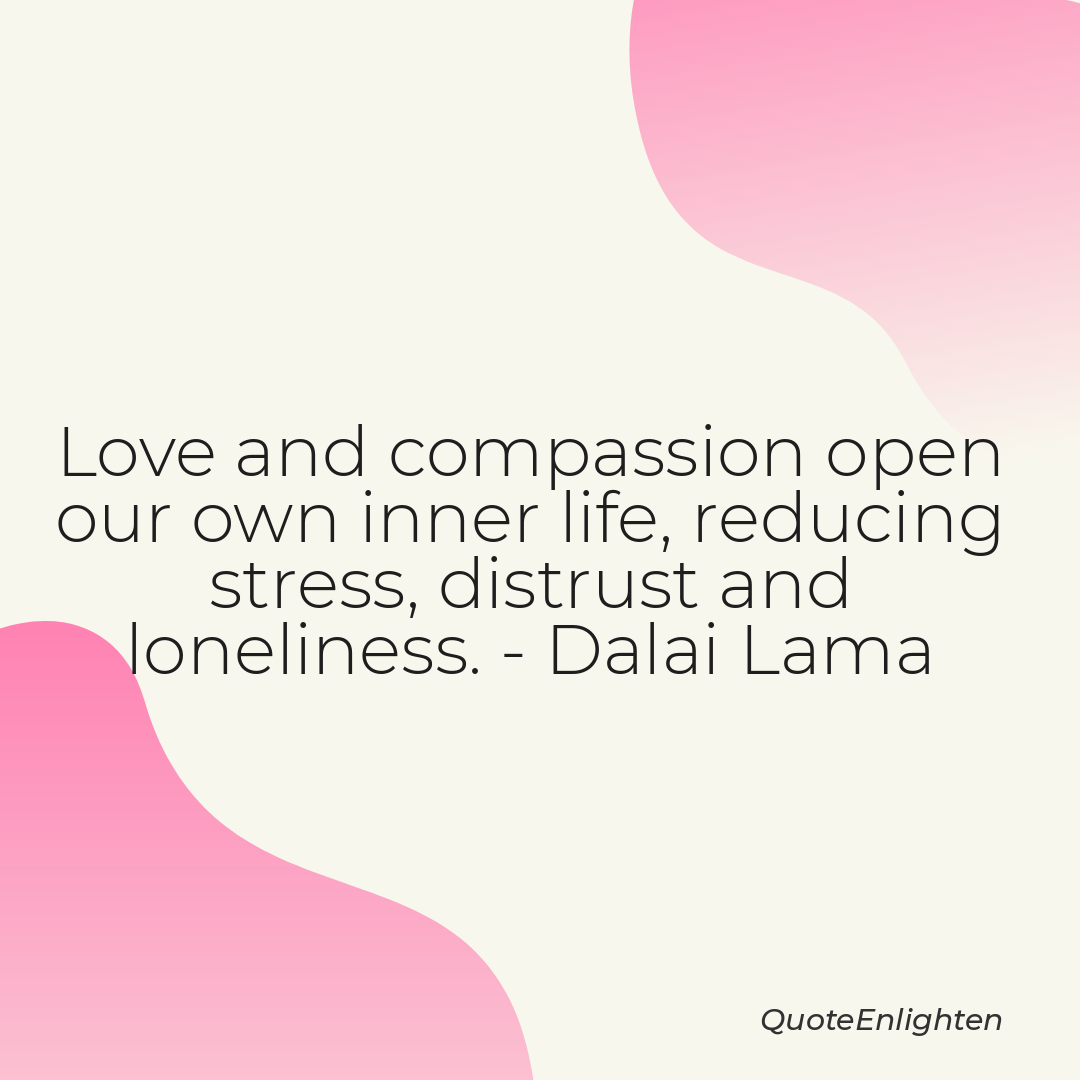 Love and compassion open
our own inner life, reducing
stress, distrust and
loneliness. - Dalai Lama
QuoteEnlighten